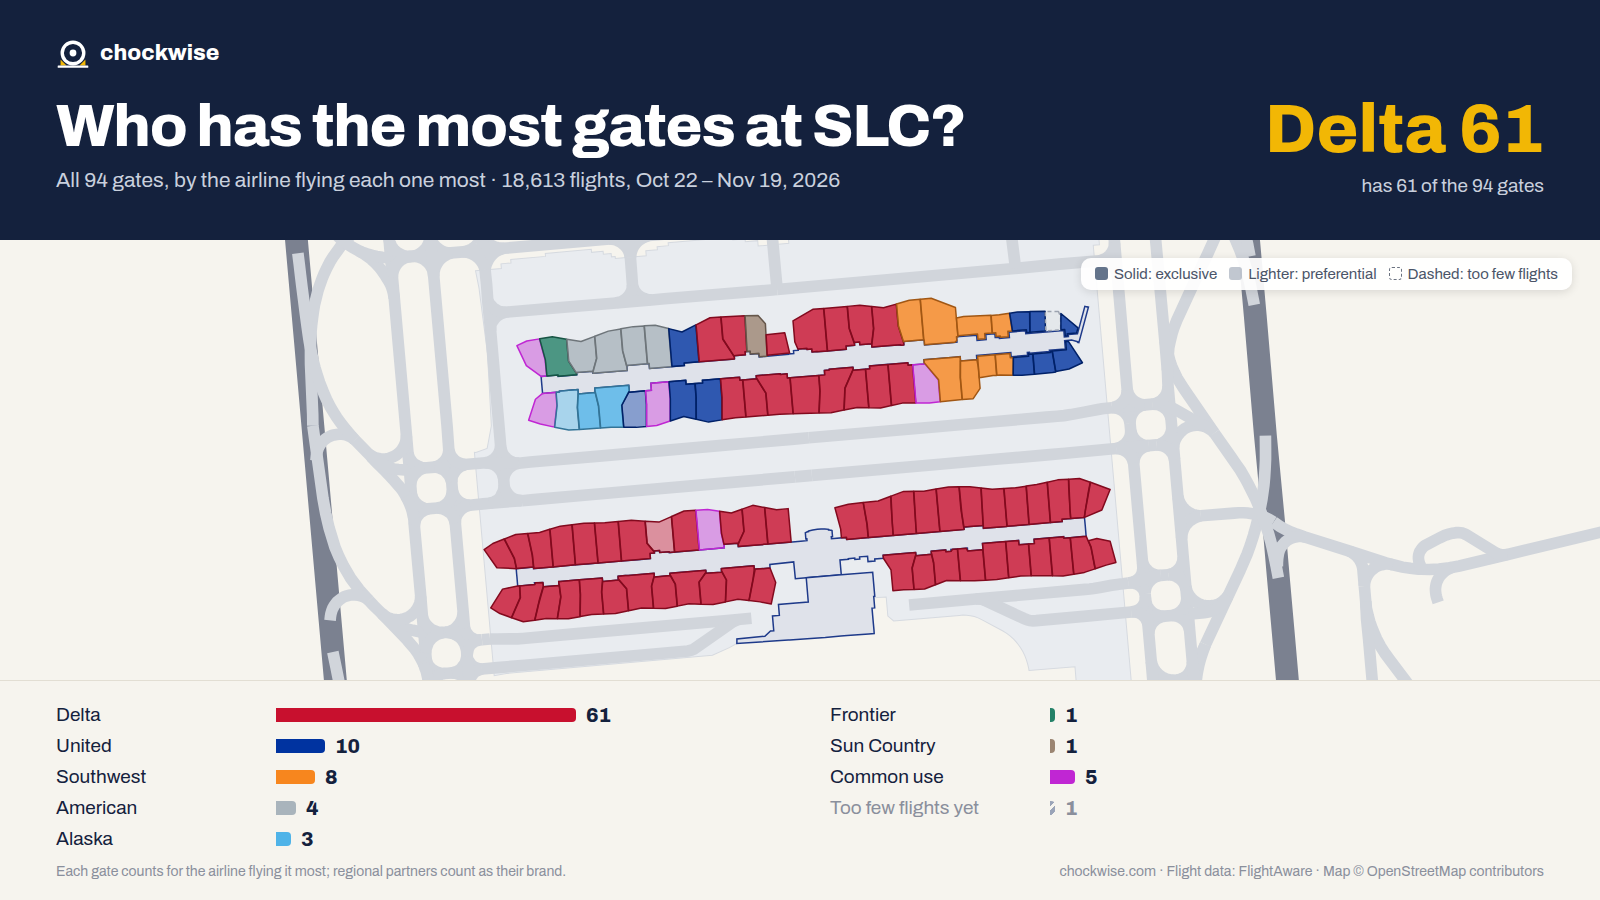 chockwise
Who has the most gates at SLC?
All 94 gates, by the airline flying each one most · 18,613 flights, Oct 22 – Nov 19, 2026
Delta 61
has 61 of the 94 gates
Solid: exclusive
Lighter: preferential
Dashed: too few flights
Delta 61
United 10
Southwest 8
American 4
Alaska 3
Frontier 1
Sun Country 1
Common use 5
Too few flights yet 1
Each gate counts for the airline flying it most; regional partners count as their brand.
chockwise.com · Flight data: FlightAware · Map © OpenStreetMap contributors